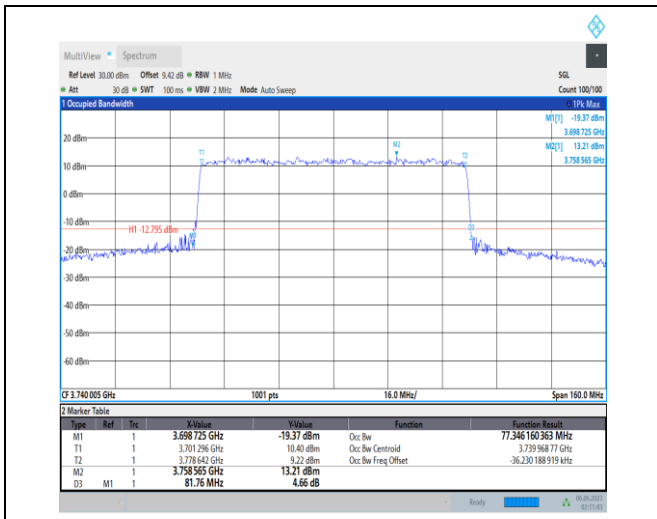 MultiView Spectrum
Ref Level 30.00 dBm Offset 9.42 dB RBW 1 MHz SGL
Att 30 dB SWT 100 ms VBW 2 MHz Mode Auto Sweep Count 100/100
1 Occupied Bandwidth 1Pk Max
M1[1] -19.37 dBm
3.698 725 GHz
M2[1] 13.21 dBm
3.758 565 GHz
20 dBm
M2
T1
T2
10 dBm
0 dBm
-10 dBm
H1 -12.795 dBm
D3
M1
-20 dBm
-30 dBm
-40 dBm
-50 dBm
-60 dBm
CF 3.740 005 GHz 1001 pts 16.0 MHz/ Span 160.0 MHz
2 Marker Table
Type Ref Trc X-Value Y-Value Function Function Result
M1 1 3.698 725 GHz -19.37 dBm Occ Bw 77.346 160 363 MHz
T1 1 3.701 296 GHz 10.40 dBm Occ Bw Centroid 3.739 968 77 GHz
T2 1 3.778 642 GHz 9.22 dBm Occ Bw Freq Offset -36.230 188 919 kHz
M2 1 3.758 565 GHz 13.21 dBm
D3 M1 1 81.76 MHz 4.66 dB
Ready
02:11:43